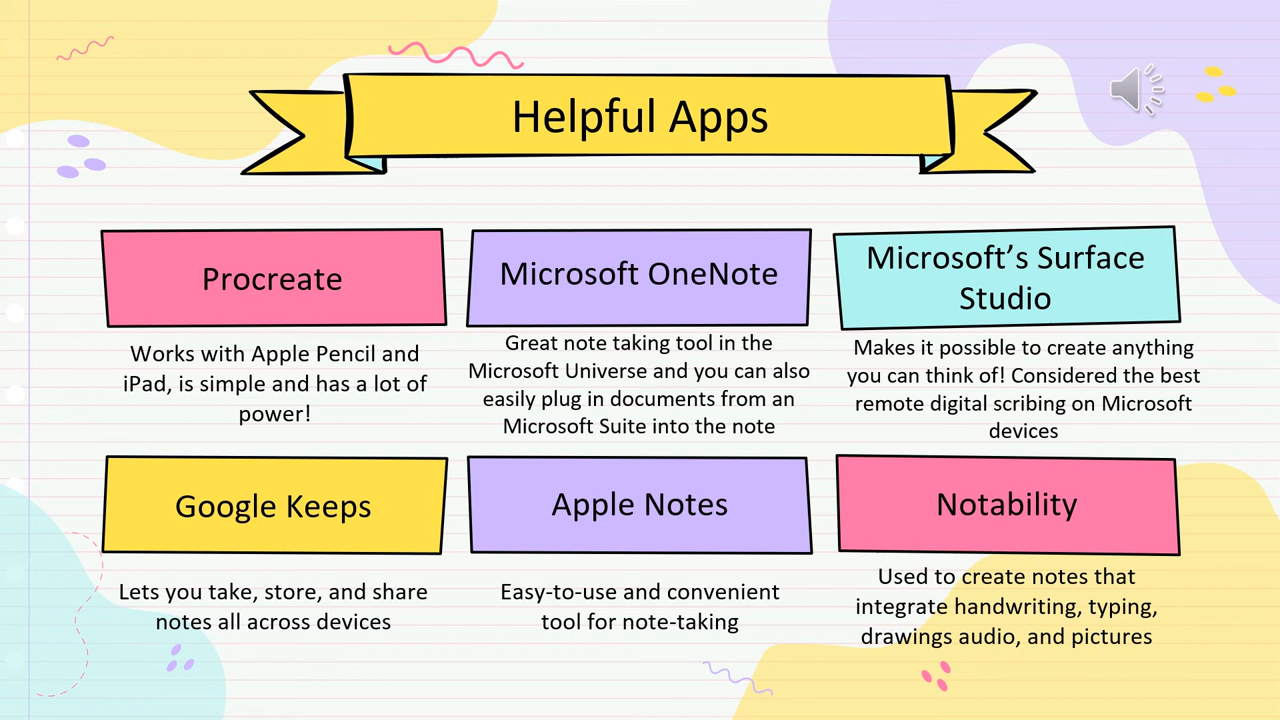 Helpful Apps
Procreate
Works with Apple Pencil and
iPad, is simple and has a lot of
power!
Microsoft OneNote
Great note taking tool in the
Microsoft Universe and you can also
easily plug in documents from an
Microsoft Suite into the note
Microsoft’s Surface
Studio
Makes it possible to create anything
you can think of! Considered the best
remote digital scribing on Microsoft
devices
Google Keeps
Lets you take, store, and share
notes all across devices
Apple Notes
Easy-to-use and convenient
tool for note-taking
Notability
Used to create notes that
integrate handwriting, typing,
drawings audio, and pictures